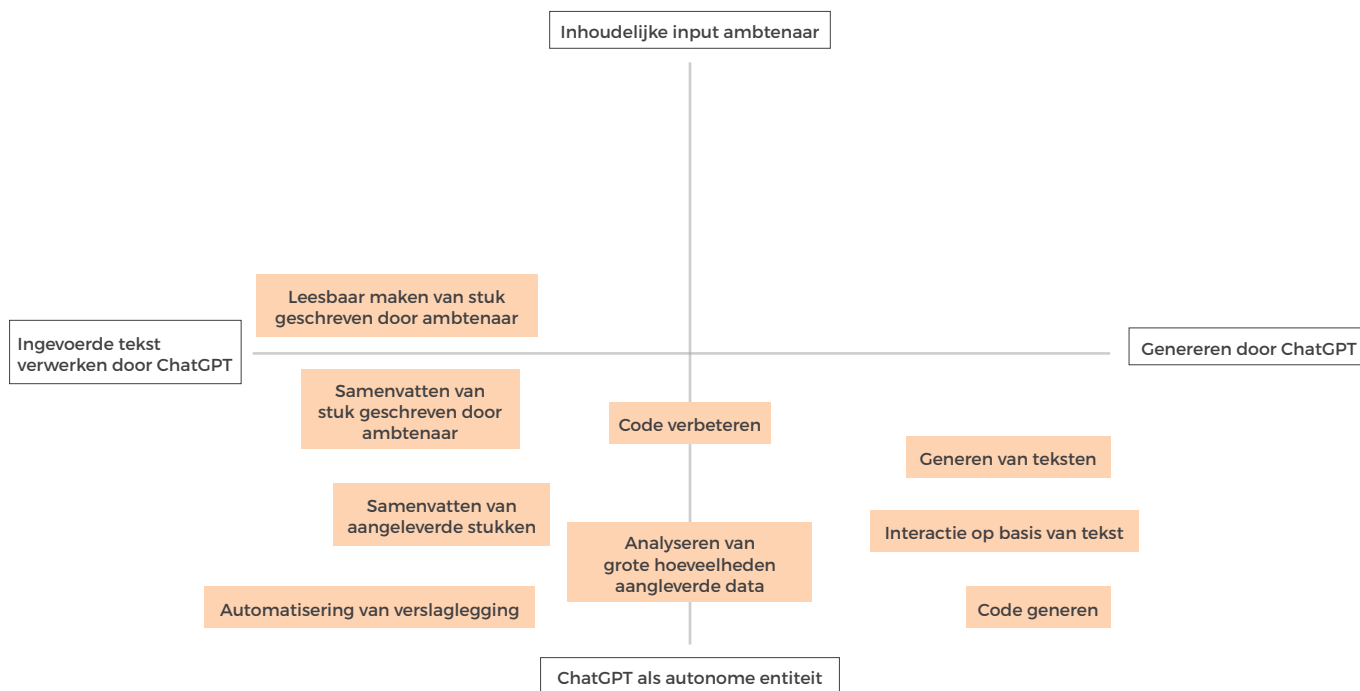 Inhoudelijke input ambtenaar
Leesbaar maken van stuk
geschreven door ambtenaar
Ingevoerde tekst
verwerken door ChatGPT
Genereren door ChatGPT
Samenvatten van
stuk geschreven door
ambtenaar
Code verbeteren
Generen van teksten
Samenvatten van
aangeleverde stukken
Interactie op basis van tekst
Analyseren van
grote hoeveelheden
aangleverde data
Automatisering van verslaglegging
Code generen
ChatGPT als autonome entiteit